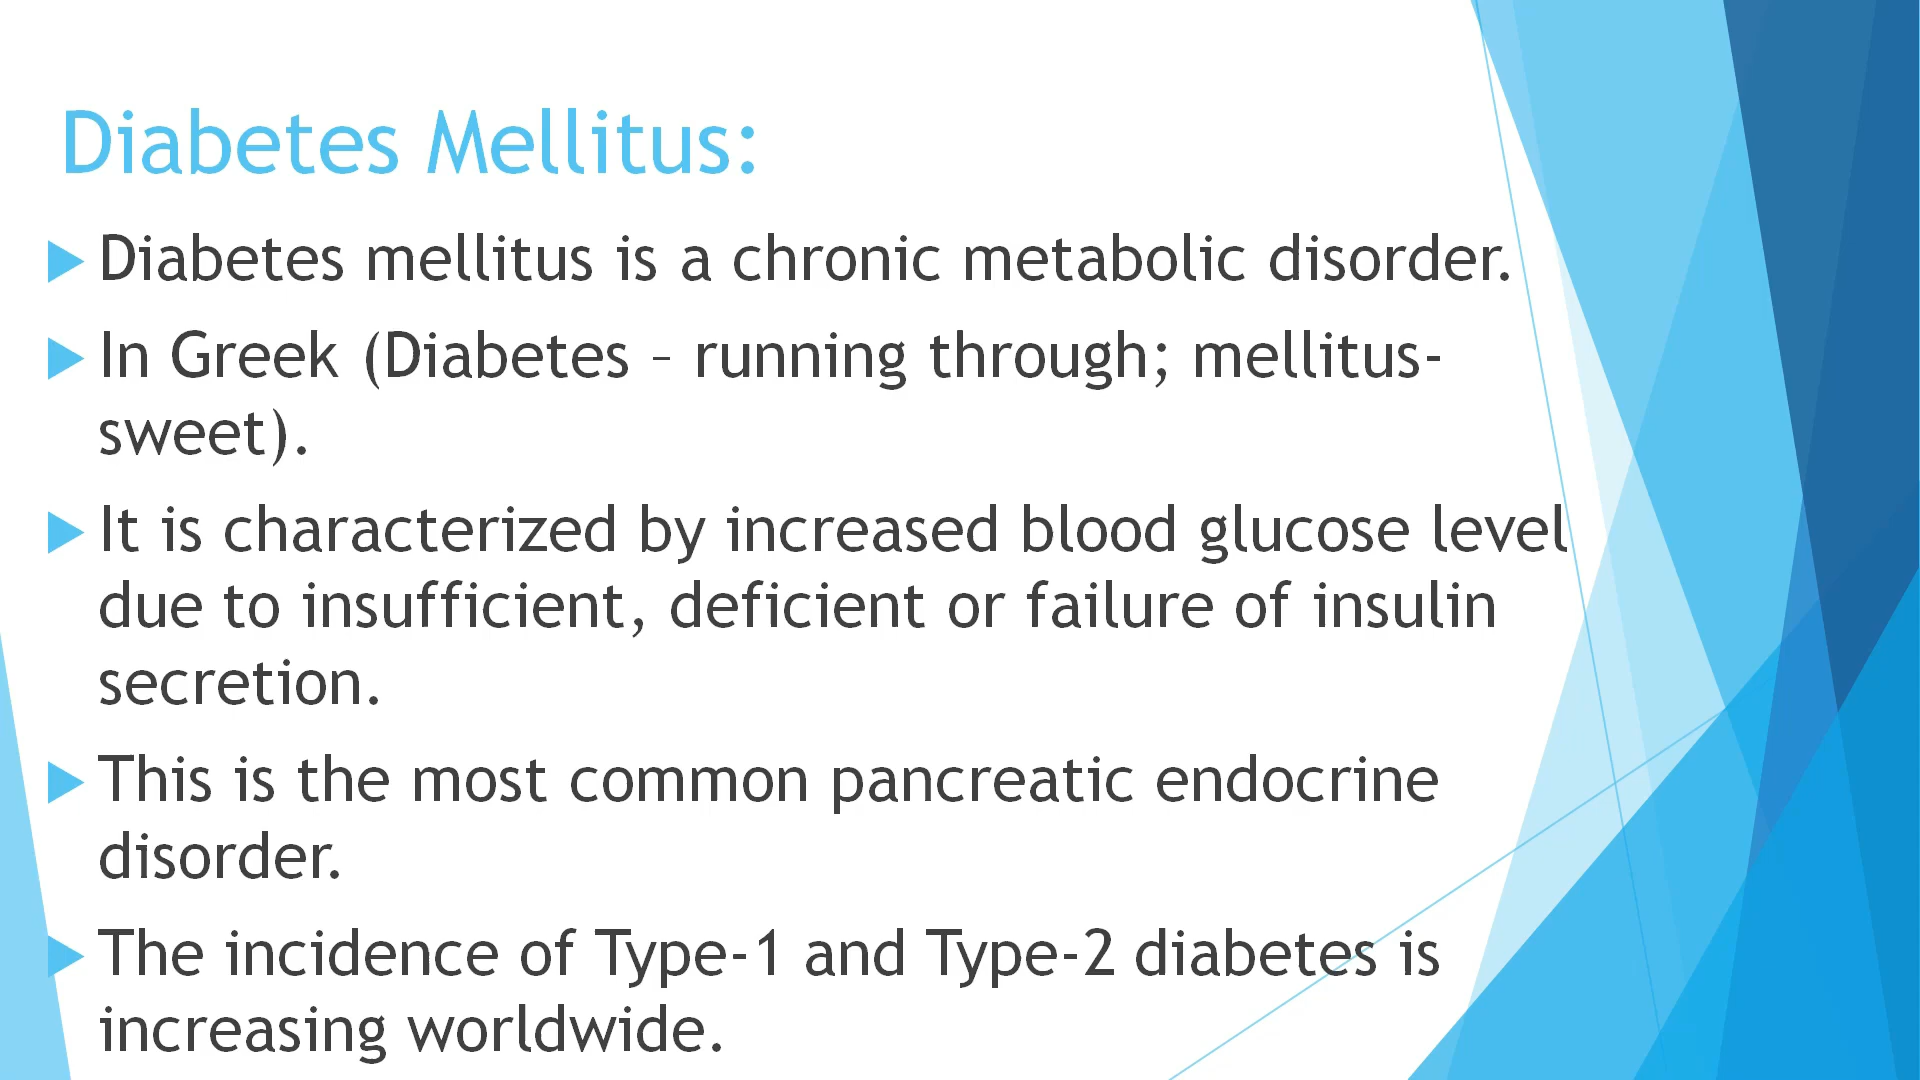 Diabetes Mellitus:
Diabetes mellitus is a chronic metabolic disorder.
In Greek (Diabetes – running through; mellitus-
sweet).
It is characterized by increased blood glucose level
due to insufficient, deficient or failure of insulin
secretion.
This is the most common pancreatic endocrine
disorder.
The incidence of Type-1 and Type-2 diabetes is
increasing worldwide.